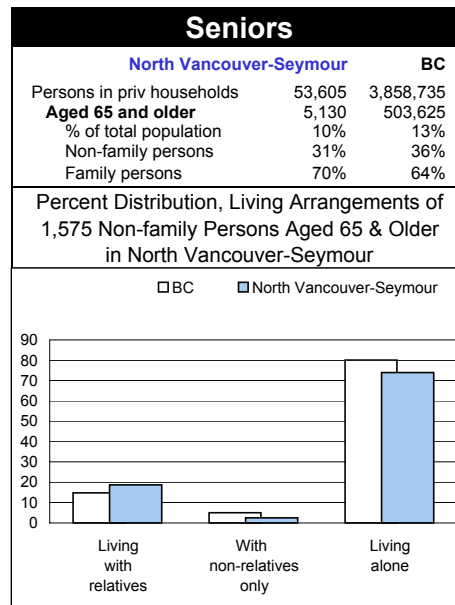 Seniors
North Vancouver-Seymour BC
Persons in priv households 53,605 3,858,735
Aged 65 and older 5,130 503,625
% of total population 10% 13%
Non-family persons 31% 36%
Family persons 70% 64%
Percent Distribution, Living Arrangements of
1,575 Non-family Persons Aged 65 & Older
in North Vancouver-Seymour
BC North Vancouver-Seymour
90
80
70
60
50
40
30
20
10
0
Living with relatives
With non-relatives only
Living alone